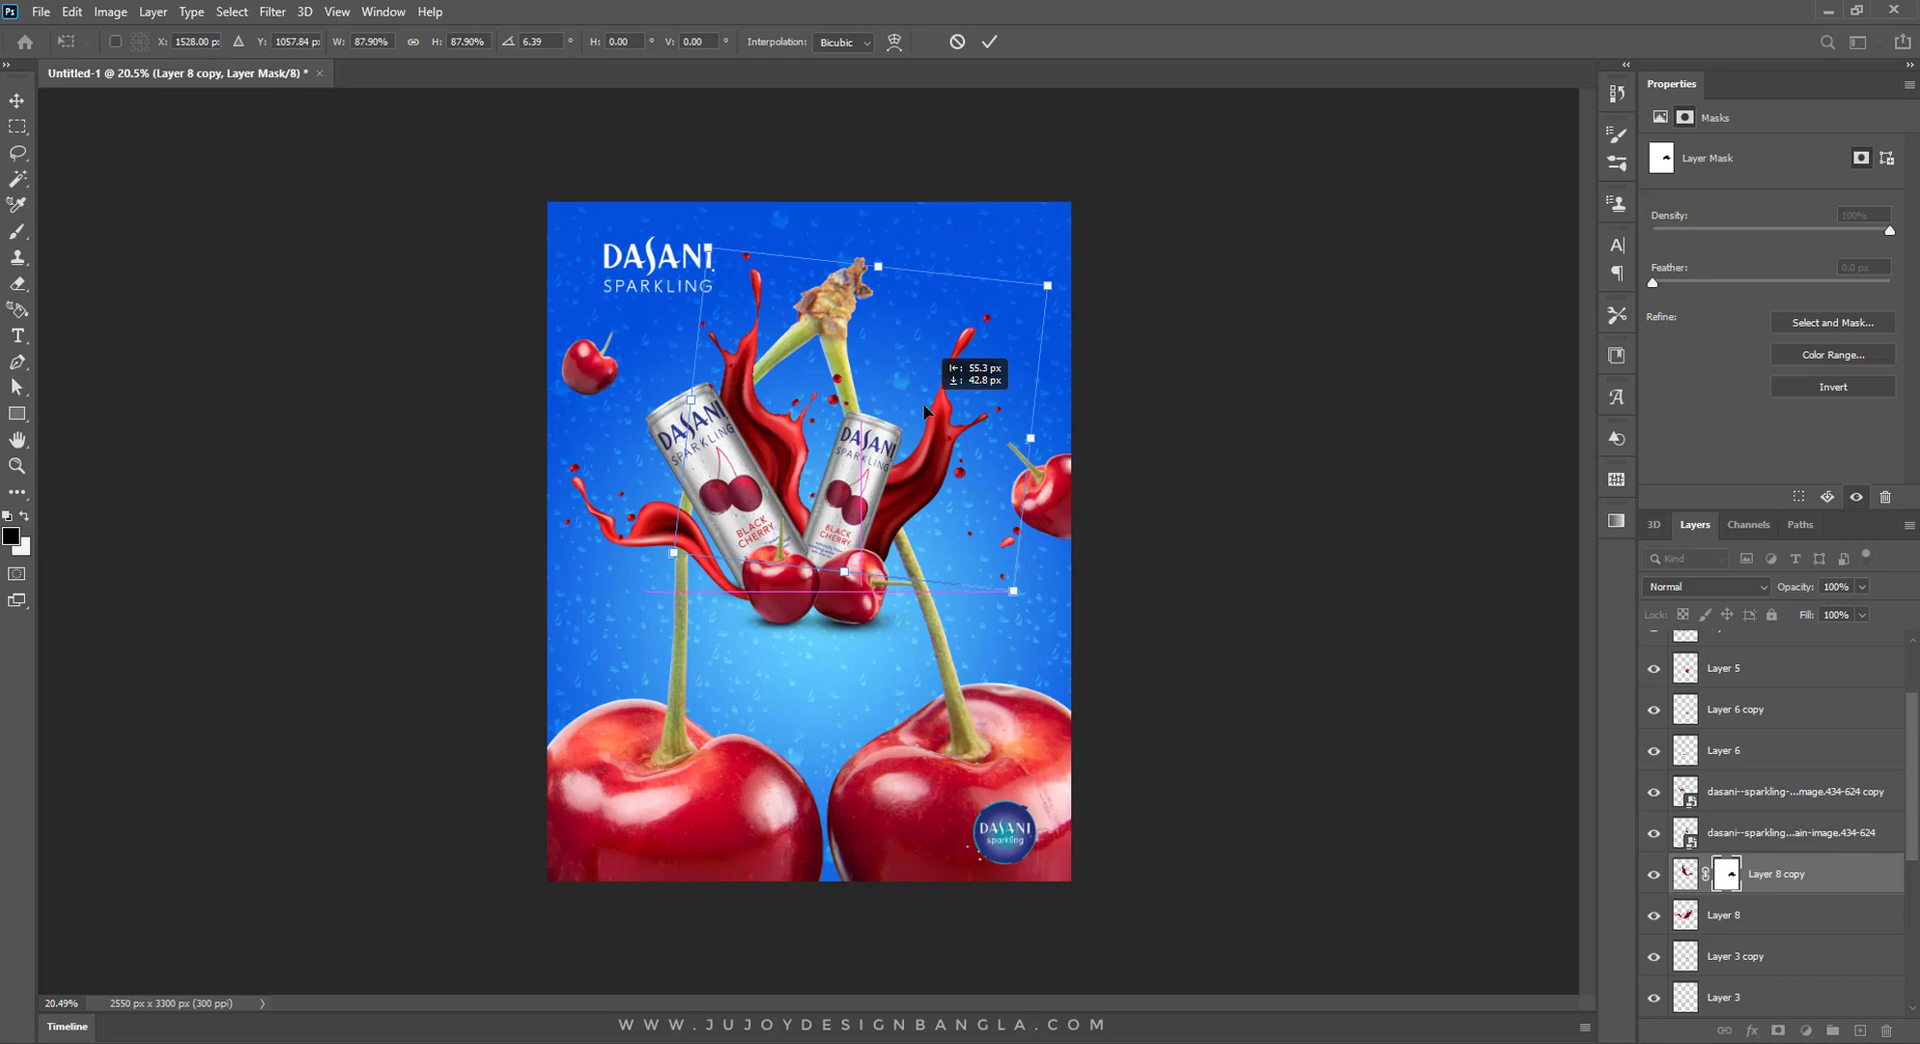 Ps File Edit Image Layer Type Select Filter 3D View Window Help
X: 1528.00 p: Y: 1057.84 p: W: 87.90% H: 87.90% 6.39 ° H: 0.00 ° V: 0.00 ° Interpolation: Bicubic
Untitled-1 @ 20.5% (Layer 8 copy, Layer Mask/8) * ×
Properties
Masks
Layer Mask
Density: 100%
Feather: 0.0 px
Refine: Select and Mask...
Color Range...
Invert
DASANI
SPARKLING
55.3 px
42.8 px
DASANI
SPARKLING
BLACK
CHERRY
DASANI
SPARKLING
BLACK
CHERRY
DASANI
sparkling
3D Layers Channels Paths
Kind
Normal Opacity: 100%
Lock: Fill: 100%
Layer 5
Layer 6 copy
Layer 6
dasani--sparkling-...mage.434-624 copy
dasani--sparkling...ain-image.434-624
Layer 8 copy
Layer 8
Layer 3 copy
Layer 3
fx
20.49% 2550 px x 3300 px (300 ppi)
Timeline
WWW.JUJOYDESIGNBANGLA.COM